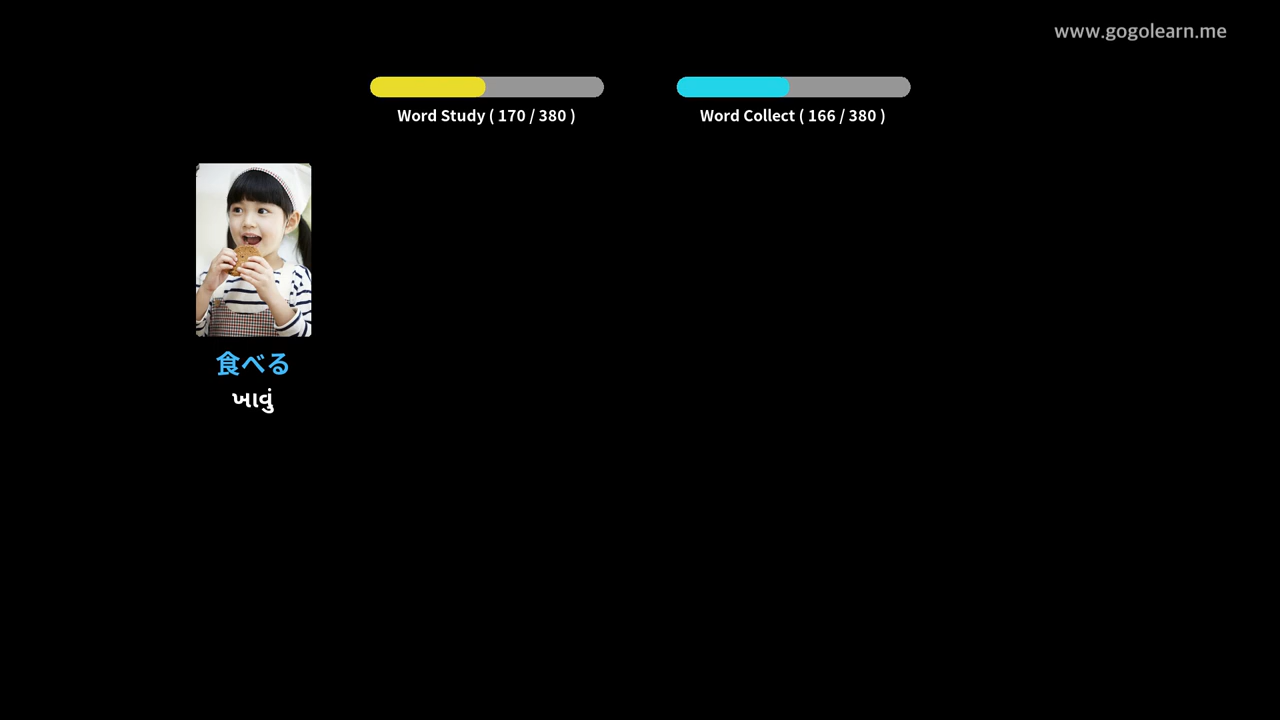 www.gogolearn.me
Word Study ( 170 / 380 )
Word Collect ( 166 / 380 )
食べる
ખાવું